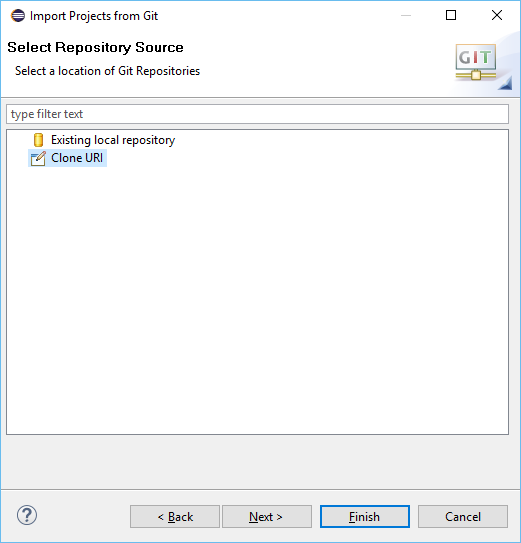 Import Projects from Git
Select Repository Source
Select a location of Git Repositories
GIT
type filter text
Existing local repository
Clone URI
?
< Back
Next >
Finish
Cancel